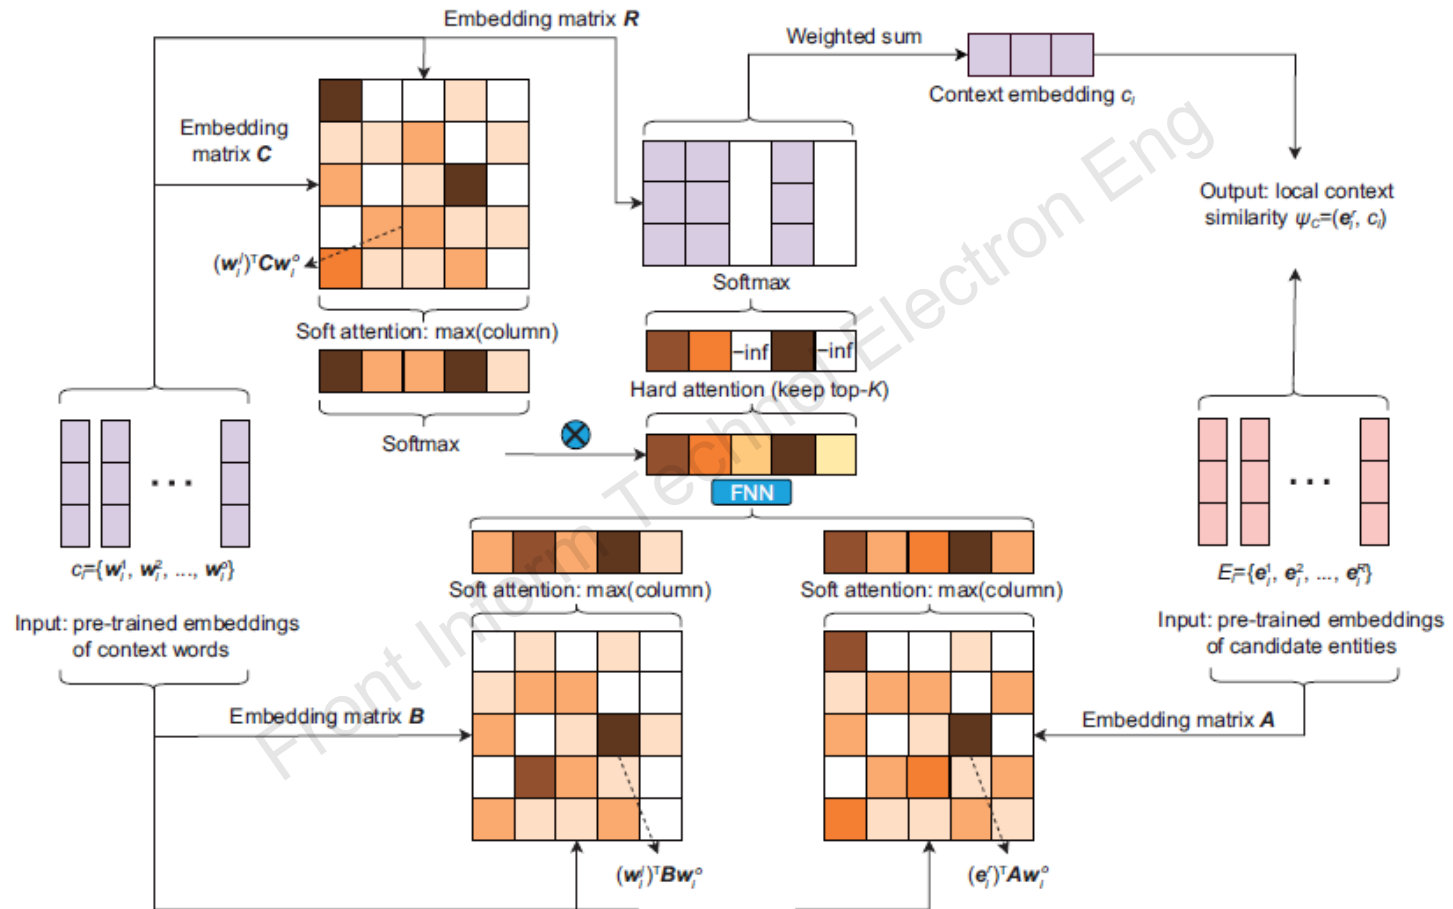 Embedding matrix R
Weighted sum
Context embedding cᵢ
Embedding
matrix C
Output: local context
similarity ψ_C=(eᵢʳ, cᵢ)
(wᵢʲ)ᵀCwᵢᵒ
Softmax
Soft attention: max(column)
−inf
−inf
Hard attention (keep top-K)
Softmax
FNN
...
...
cᵢ={wᵢ¹, wᵢ², ..., wᵢᵒ}
Eᵢ={eᵢ¹, eᵢ², ..., eᵢᴿ}
Soft attention: max(column)
Soft attention: max(column)
Input: pre-trained embeddings
of context words
Input: pre-trained embeddings
of candidate entities
Embedding matrix B
Embedding matrix A
(wᵢʲ)ᵀBwᵢᵒ
(eᵢʳ)ᵀAwᵢᵒ
Front Inform Technol Electron Eng